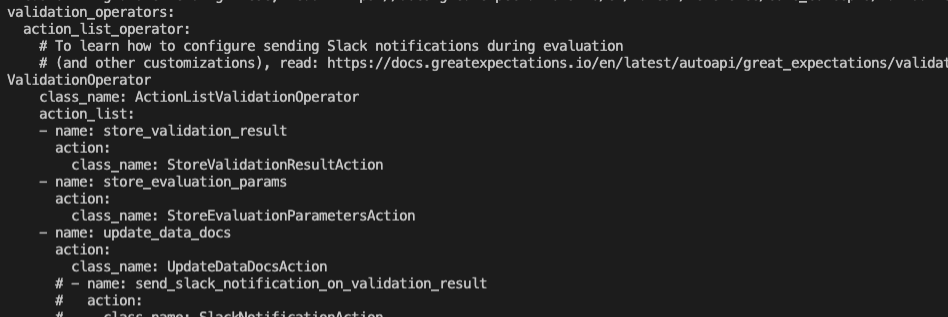 validation_operators:
action_list_operator:
# To learn how to configure sending Slack notifications during evaluation
# (and other customizations), read: https://docs.greatexpectations.io/en/latest/autoapi/great_expectations/validat
ValidationOperator
class_name: ActionListValidationOperator
action_list:
- name: store_validation_result
action:
class_name: StoreValidationResultAction
- name: store_evaluation_params
action:
class_name: StoreEvaluationParametersAction
- name: update_data_docs
action:
class_name: UpdateDataDocsAction
# - name: send_slack_notification_on_validation_result
# action:
# class_name: SlackNotificationAction